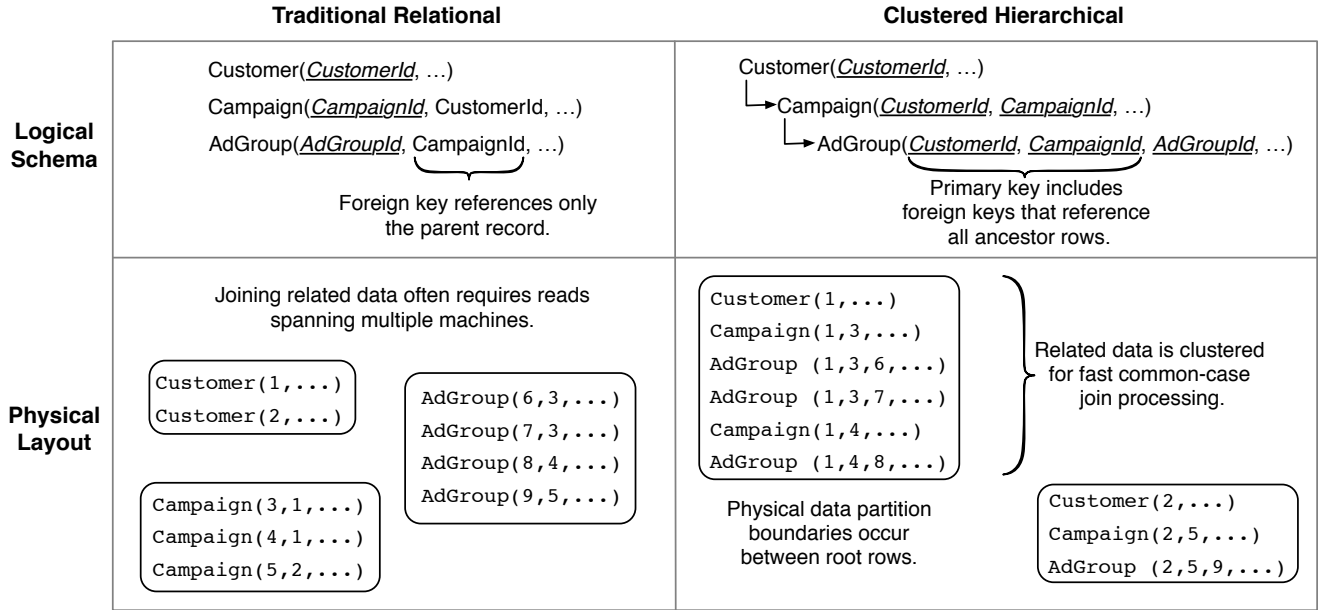 Traditional Relational
Clustered Hierarchical
Logical
Schema
Customer(CustomerId, …)
Campaign(CampaignId, CustomerId, …)
AdGroup(AdGroupId, CampaignId, …)
Foreign key references only
the parent record.
Customer(CustomerId, …)
Campaign(CustomerId, CampaignId, …)
AdGroup(CustomerId, CampaignId, AdGroupId, …)
Primary key includes
foreign keys that reference
all ancestor rows.
Physical
Layout
Joining related data often requires reads
spanning multiple machines.
Customer(1,...)
Customer(2,...)
AdGroup(6,3,...)
AdGroup(7,3,...)
AdGroup(8,4,...)
AdGroup(9,5,...)
Campaign(3,1,...)
Campaign(4,1,...)
Campaign(5,2,...)
Customer(1,...)
Campaign(1,3,...)
AdGroup (1,3,6,...)
AdGroup (1,3,7,...)
Campaign(1,4,...)
AdGroup (1,4,8,...)
Related data is clustered
for fast common-case
join processing.
Physical data partition
boundaries occur
between root rows.
Customer(2,...)
Campaign(2,5,...)
AdGroup (2,5,9,...)